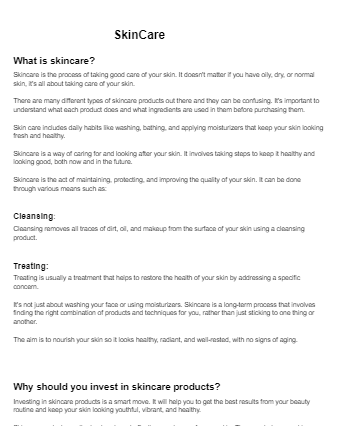 SkinCare
What is skincare?
Skincare is the process of taking good care of your skin. It doesn't matter if you have oily, dry, or normal
skin, it's all about taking care of your skin.
There are many different types of skincare products out there and they can be confusing. It's important to
understand what each product does and what ingredients are used in them before purchasing them.
Skin care includes daily habits like washing, bathing, and applying moisturizers that keep your skin looking
fresh and healthy.
Skincare is a way of caring for and looking after your skin. It involves taking steps to keep it healthy and
looking good, both now and in the future.
Skincare is the act of maintaining, protecting, and improving the quality of your skin. It can be done
through various means such as:
Cleansing:
Cleansing removes all traces of dirt, oil, and makeup from the surface of your skin using a cleansing
product.
Treating:
Treating is usually a treatment that helps to restore the health of your skin by addressing a specific
concern.
It's not just about washing your face or using moisturizers. Skincare is a long-term process that involves
finding the right combination of products and techniques for you, rather than just sticking to one thing or
another.
The aim is to nourish your skin so it looks healthy, radiant, and well-rested, with no signs of aging.
Why should you invest in skincare products?
Investing in skincare products is a smart move. It will help you to get the best results from your beauty
routine and keep your skin looking youthful, vibrant, and healthy.